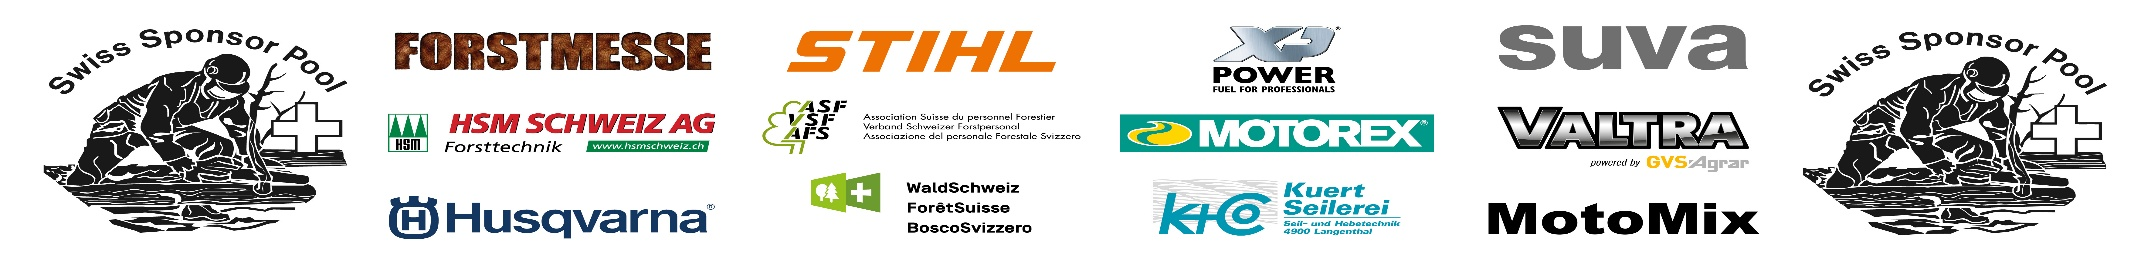 Swiss Sponsor Pool
FORSTMESSE
HSM
HSM SCHWEIZ AG
Forsttechnik
www.hsmschweiz.ch
Husqvarna®
STIHL
ASF
VSF
AFS
Association Suisse du personnel Forestier
Verband Schweizer Forstpersonal
Associazione del personale Forestale Svizzero
WaldSchweiz
ForêtSuisse
BoscoSvizzero
XP®
POWER
FUEL FOR PROFESSIONALS
MOTOREX®
K+Co
Kuert
Seilerei
Seil- und Hebetechnik
4900 Langenthal
suva
VALTRA
powered by GVS Agrar
MotoMix
Swiss Sponsor Pool